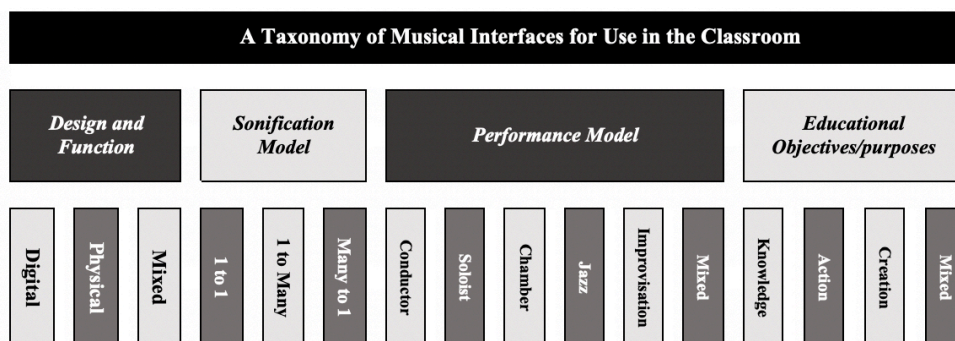 A Taxonomy of Musical Interfaces for Use in the Classroom
Design and
Function
Sonification
Model
Performance Model
Educational
Objectives/purposes
Digital
Physical
Mixed
1 to 1
1 to Many
Many to 1
Conductor
Soloist
Chamber
Jazz
Improvisation
Mixed
Knowledge
Action
Creation
Mixed